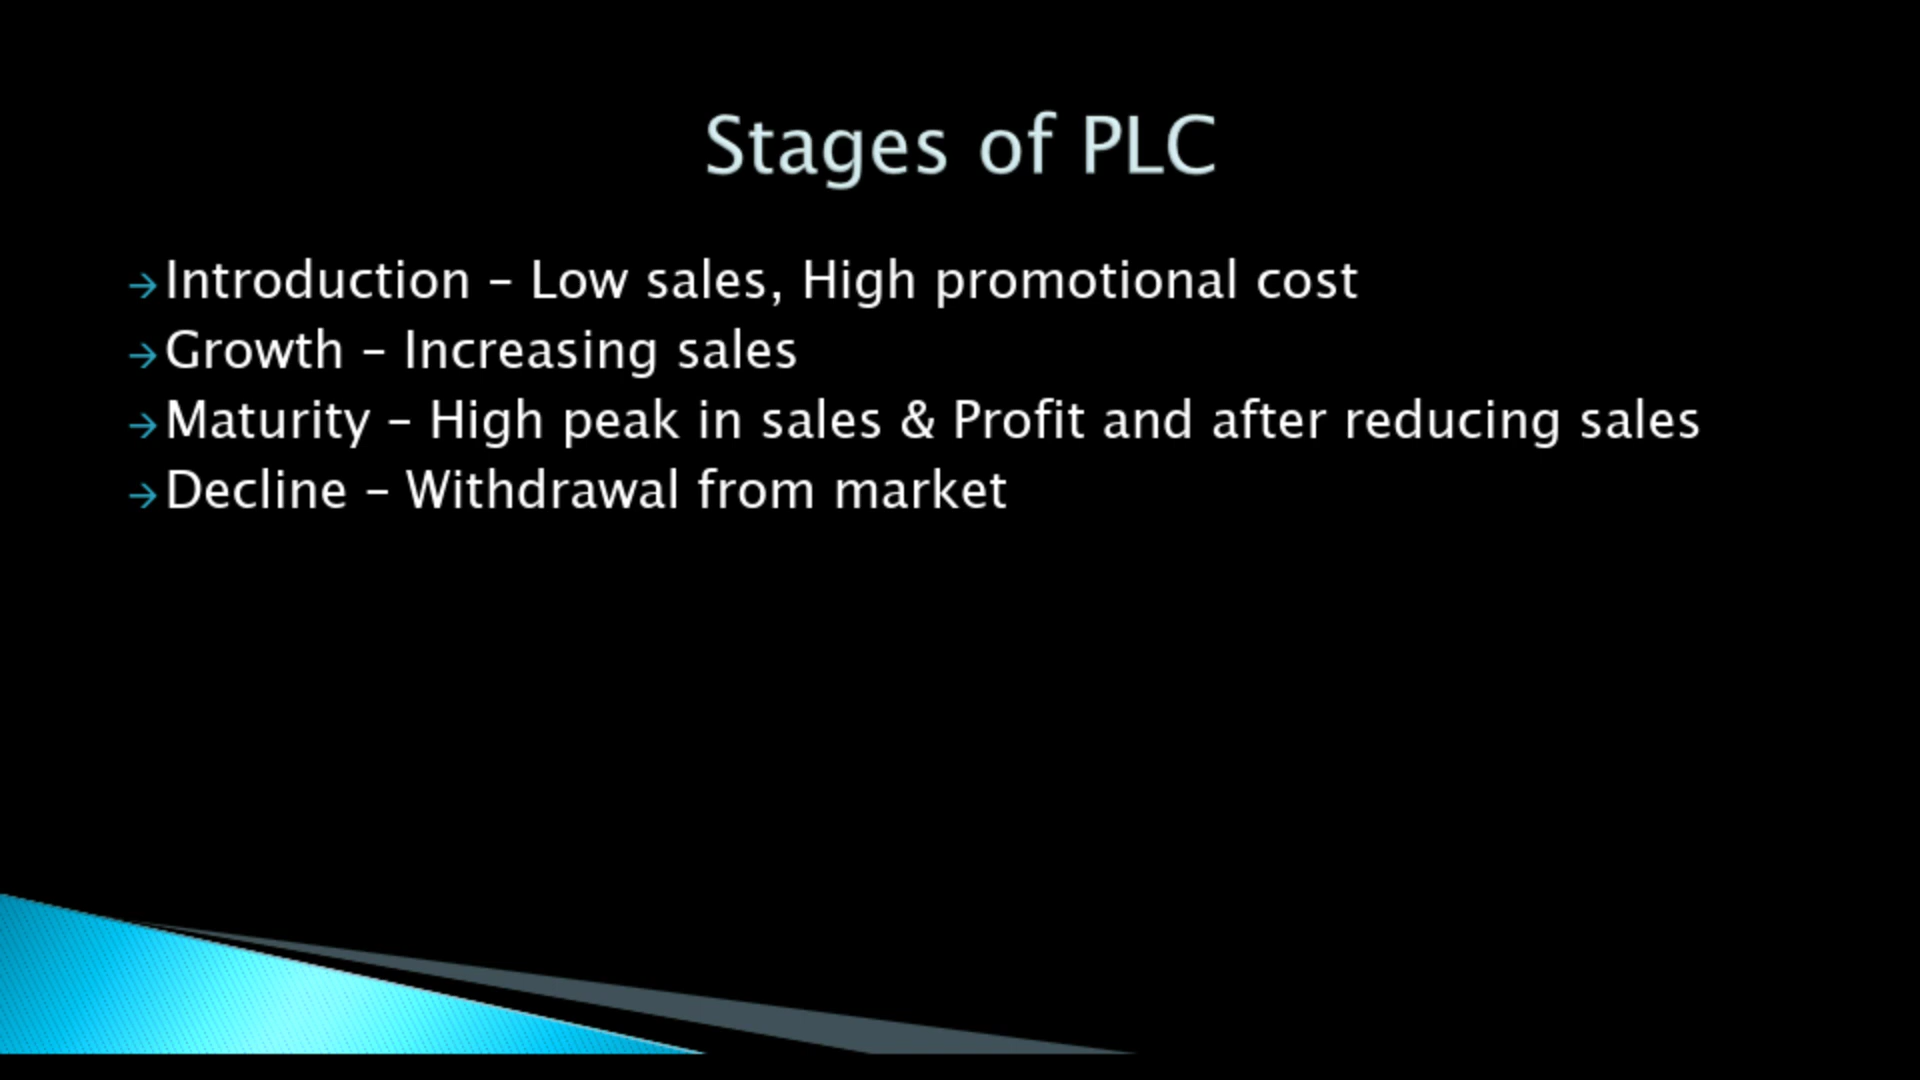 Stages of PLC
→Introduction – Low sales, High promotional cost
→Growth – Increasing sales
→Maturity – High peak in sales & Profit and after reducing sales
→Decline – Withdrawal from market